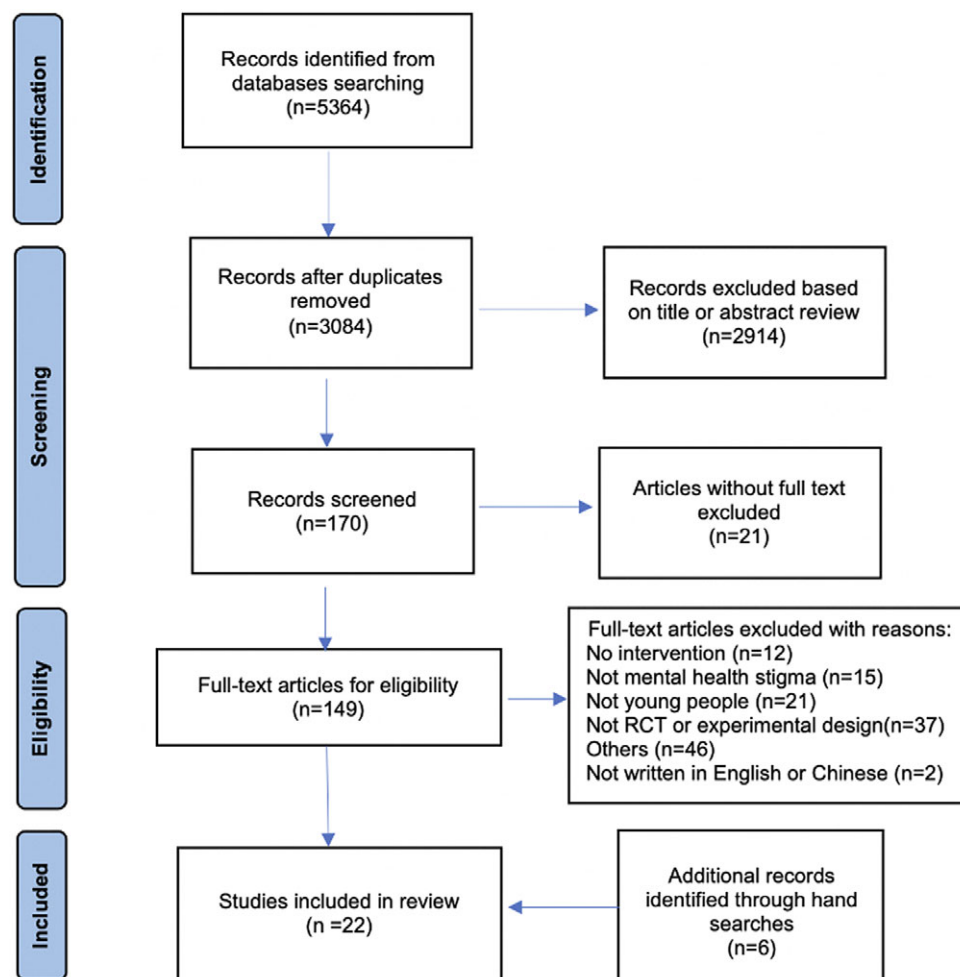 Identification
Records identified from
databases searching
(n=5364)
Screening
Records after duplicates
removed
(n=3084)
Records excluded based
on title or abstract review
(n=2914)
Records screened
(n=170)
Articles without full text
excluded
(n=21)
Eligibility
Full-text articles for eligibility
(n=149)
Full-text articles excluded with reasons:
No intervention (n=12)
Not mental health stigma (n=15)
Not young people (n=21)
Not RCT or experimental design(n=37)
Others (n=46)
Not written in English or Chinese (n=2)
Included
Studies included in review
(n =22)
Additional records
identified through hand
searches
(n=6)